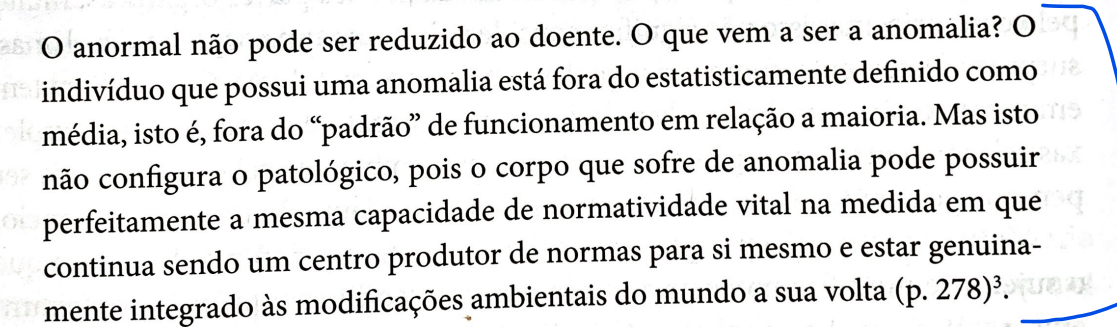 O anormal não pode ser reduzido ao doente. O que vem a ser a anomalia? O
indivíduo que possui uma anomalia está fora do estatisticamente definido como
média, isto é, fora do “padrão” de funcionamento em relação a maioria. Mas isto
não configura o patológico, pois o corpo que sofre de anomalia pode possuir
perfeitamente a mesma capacidade de normatividade vital na medida em que
continua sendo um centro produtor de normas para si mesmo e estar genuina-
mente integrado às modificações ambientais do mundo a sua volta (p. 278)³.